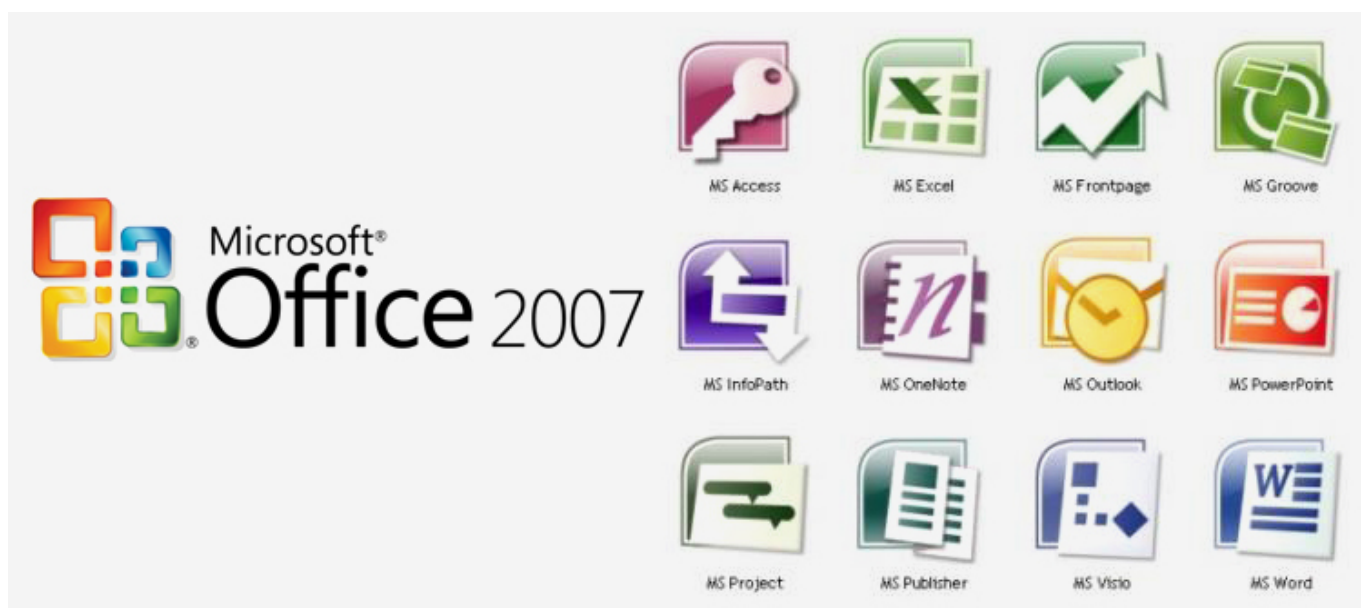 Microsoft®
Office 2007
®
MS Access
MS Excel
MS Frontpage
MS Groove
MS InfoPath
MS OneNote
MS Outlook
MS PowerPoint
MS Project
MS Publisher
MS Visio
MS Word